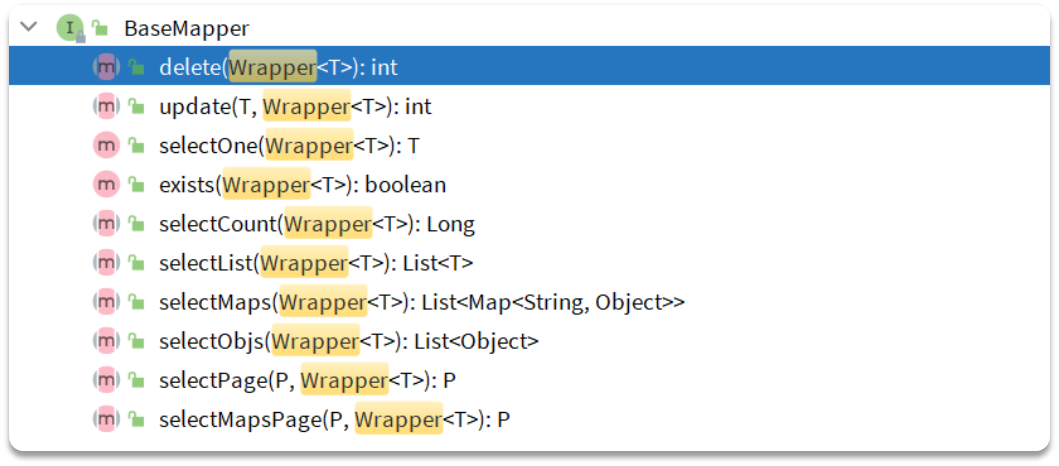 I BaseMapper
m delete(Wrapper<T>): int
m update(T, Wrapper<T>): int
m selectOne(Wrapper<T>): T
m exists(Wrapper<T>): boolean
m selectCount(Wrapper<T>): Long
m selectList(Wrapper<T>): List<T>
m selectMaps(Wrapper<T>): List<Map<String, Object>>
m selectObjs(Wrapper<T>): List<Object>
m selectPage(P, Wrapper<T>): P
m selectMapsPage(P, Wrapper<T>): P